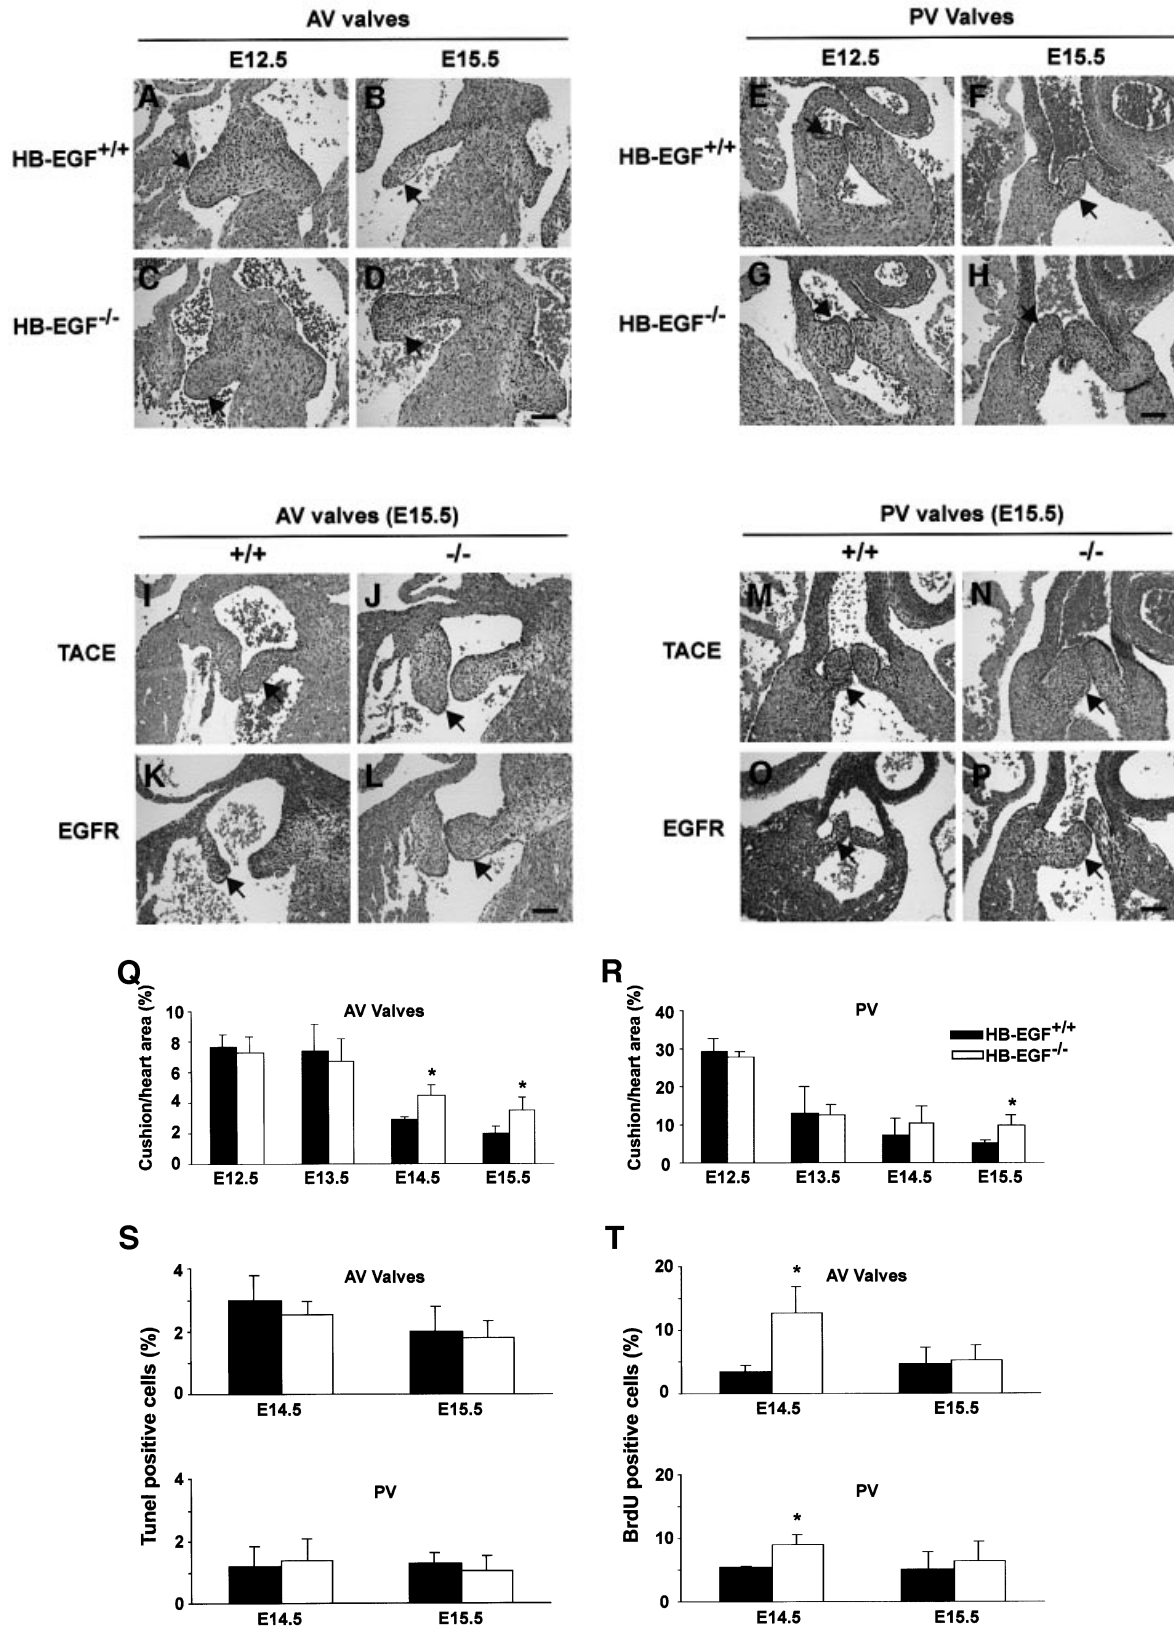 AV valves PV Valves
E12.5 E15.5 E12.5 E15.5
A B E F
HB-EGF+/+ HB-EGF+/+
C D G H
HB-EGF-/- HB-EGF-/-
AV valves (E15.5) PV valves (E15.5)
+/+ -/- +/+ -/-
I J M N
TACE TACE
K L O P
EGFR EGFR
Q
Cushion/heart area (%)
AV Valves
10
8
6
4
2
0
* *
E12.5 E13.5 E14.5 E15.5
R
Cushion/heart area (%)
PV
40
30
20
10
0
HB-EGF+/+
HB-EGF-/-
*
E12.5 E13.5 E14.5 E15.5
S
Tunel positive cells (%)
AV Valves
4
2
0
E14.5 E15.5
PV
4
2
0
E14.5 E15.5
T
BrdU positive cells (%)
AV Valves
20
10
0
*
E14.5 E15.5
PV
20
10
0
*
E14.5 E15.5